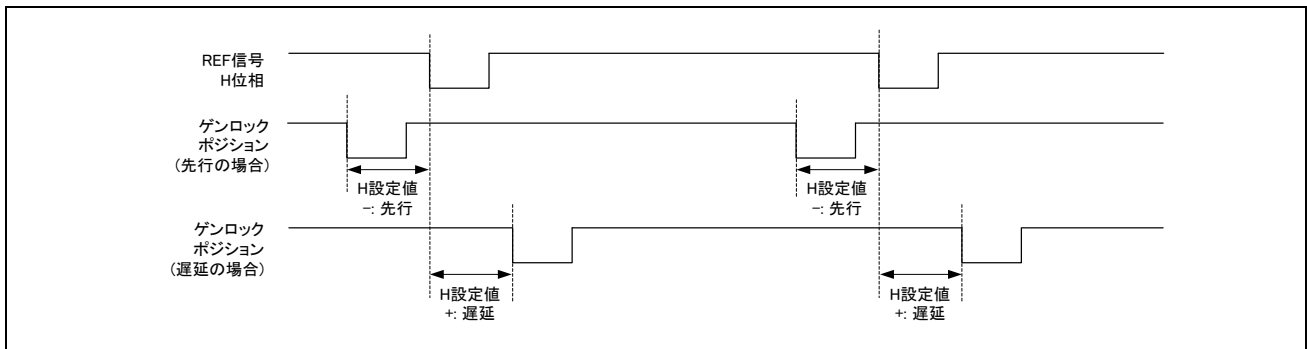 REF信号
H位相
ゲンロック
ポジション
(先行の場合)
H設定値
−: 先行
H設定値
−: 先行
ゲンロック
ポジション
(遅延の場合)
H設定値
+: 遅延
H設定値
+: 遅延